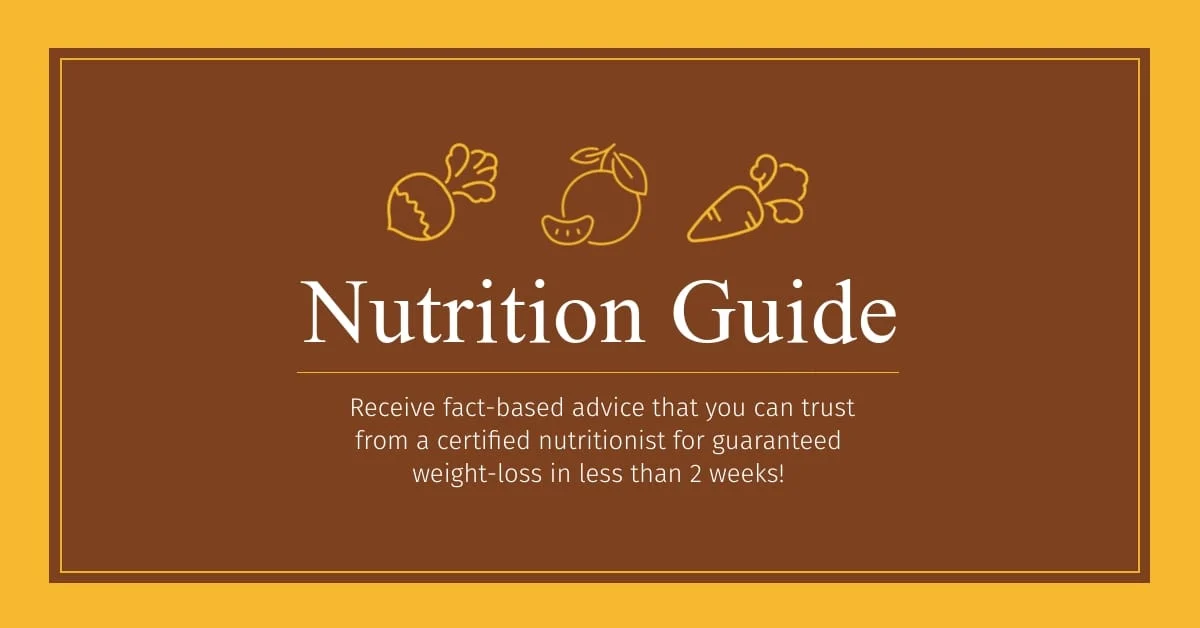 Nutrition Guide
Receive fact-based advice that you can trust
from a certified nutritionist for guaranteed
weight-loss in less than 2 weeks!